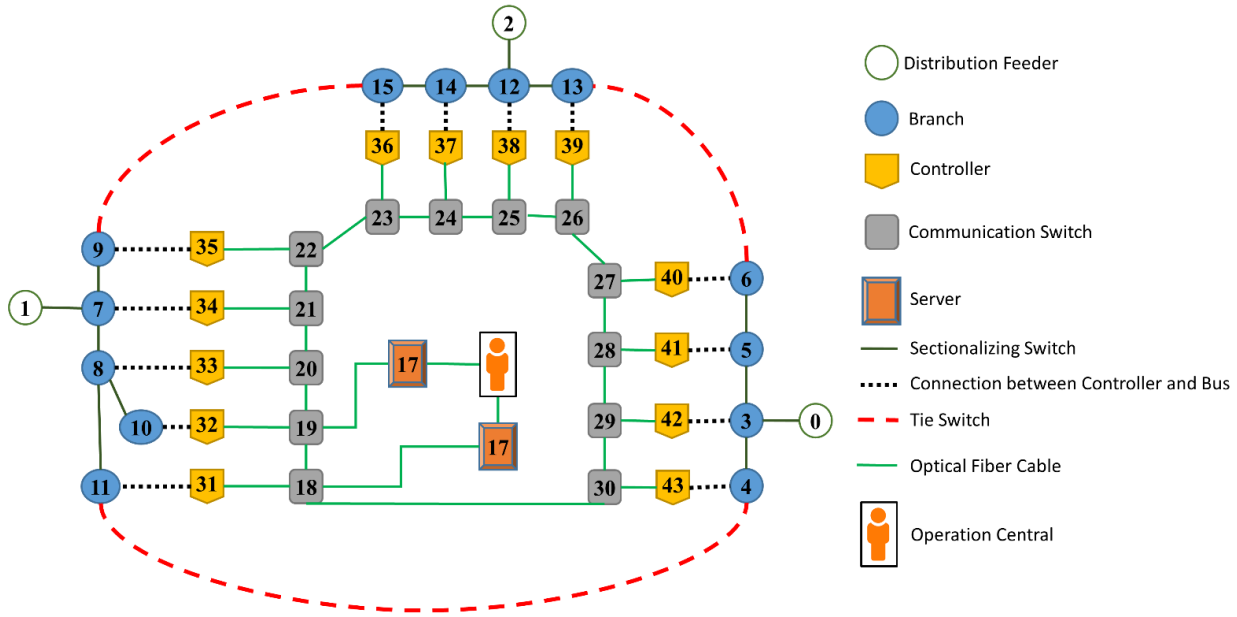 2
15 14 12 13
36 37 38 39
23 24 25 26
9 35 22
27 40 6
1 7 34 21
28 41 5
8 33 20 17
10 32 19
29 42 3 0
17
11 31 18
30 43 4
Distribution Feeder
Branch
Controller
Communication Switch
Server
Sectionalizing Switch
Connection between Controller and Bus
Tie Switch
Optical Fiber Cable
Operation Central